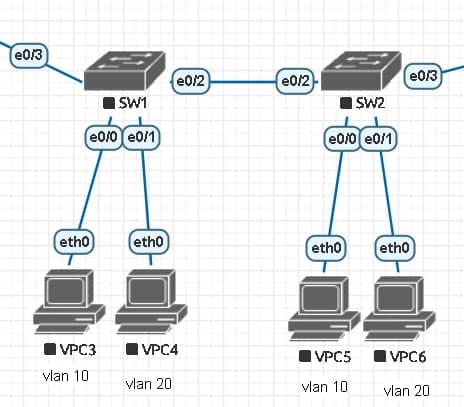 e0/3
e0/2
e0/2
e0/3
SW1
SW2
e0/0
e0/1
e0/0
e0/1
eth0
eth0
eth0
eth0
VPC3
VPC4
VPC5
VPC6
vlan 10
vlan 20
vlan 10
vlan 20